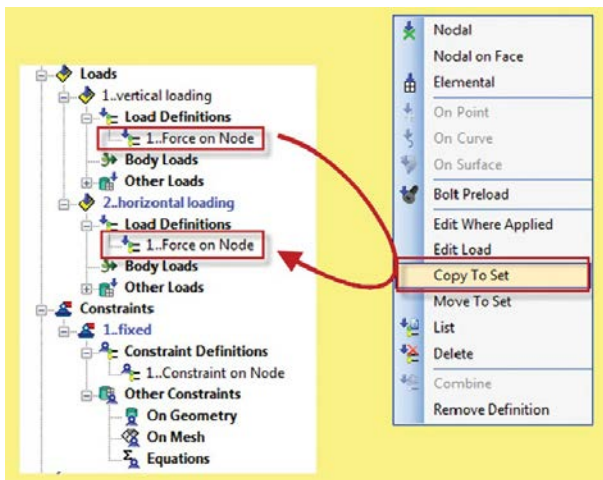 Loads
1..vertical loading
Load Definitions
1..Force on Node
Body Loads
Other Loads
2..horizontal loading
Load Definitions
1..Force on Node
Body Loads
Other Loads
Constraints
1..fixed
Constraint Definitions
1..Constraint on Node
Other Constraints
On Geometry
On Mesh
Equations
Nodal
Nodal on Face
Elemental
On Point
On Curve
On Surface
Bolt Preload
Edit Where Applied
Edit Load
Copy To Set
Move To Set
List
Delete
Combine
Remove Definition